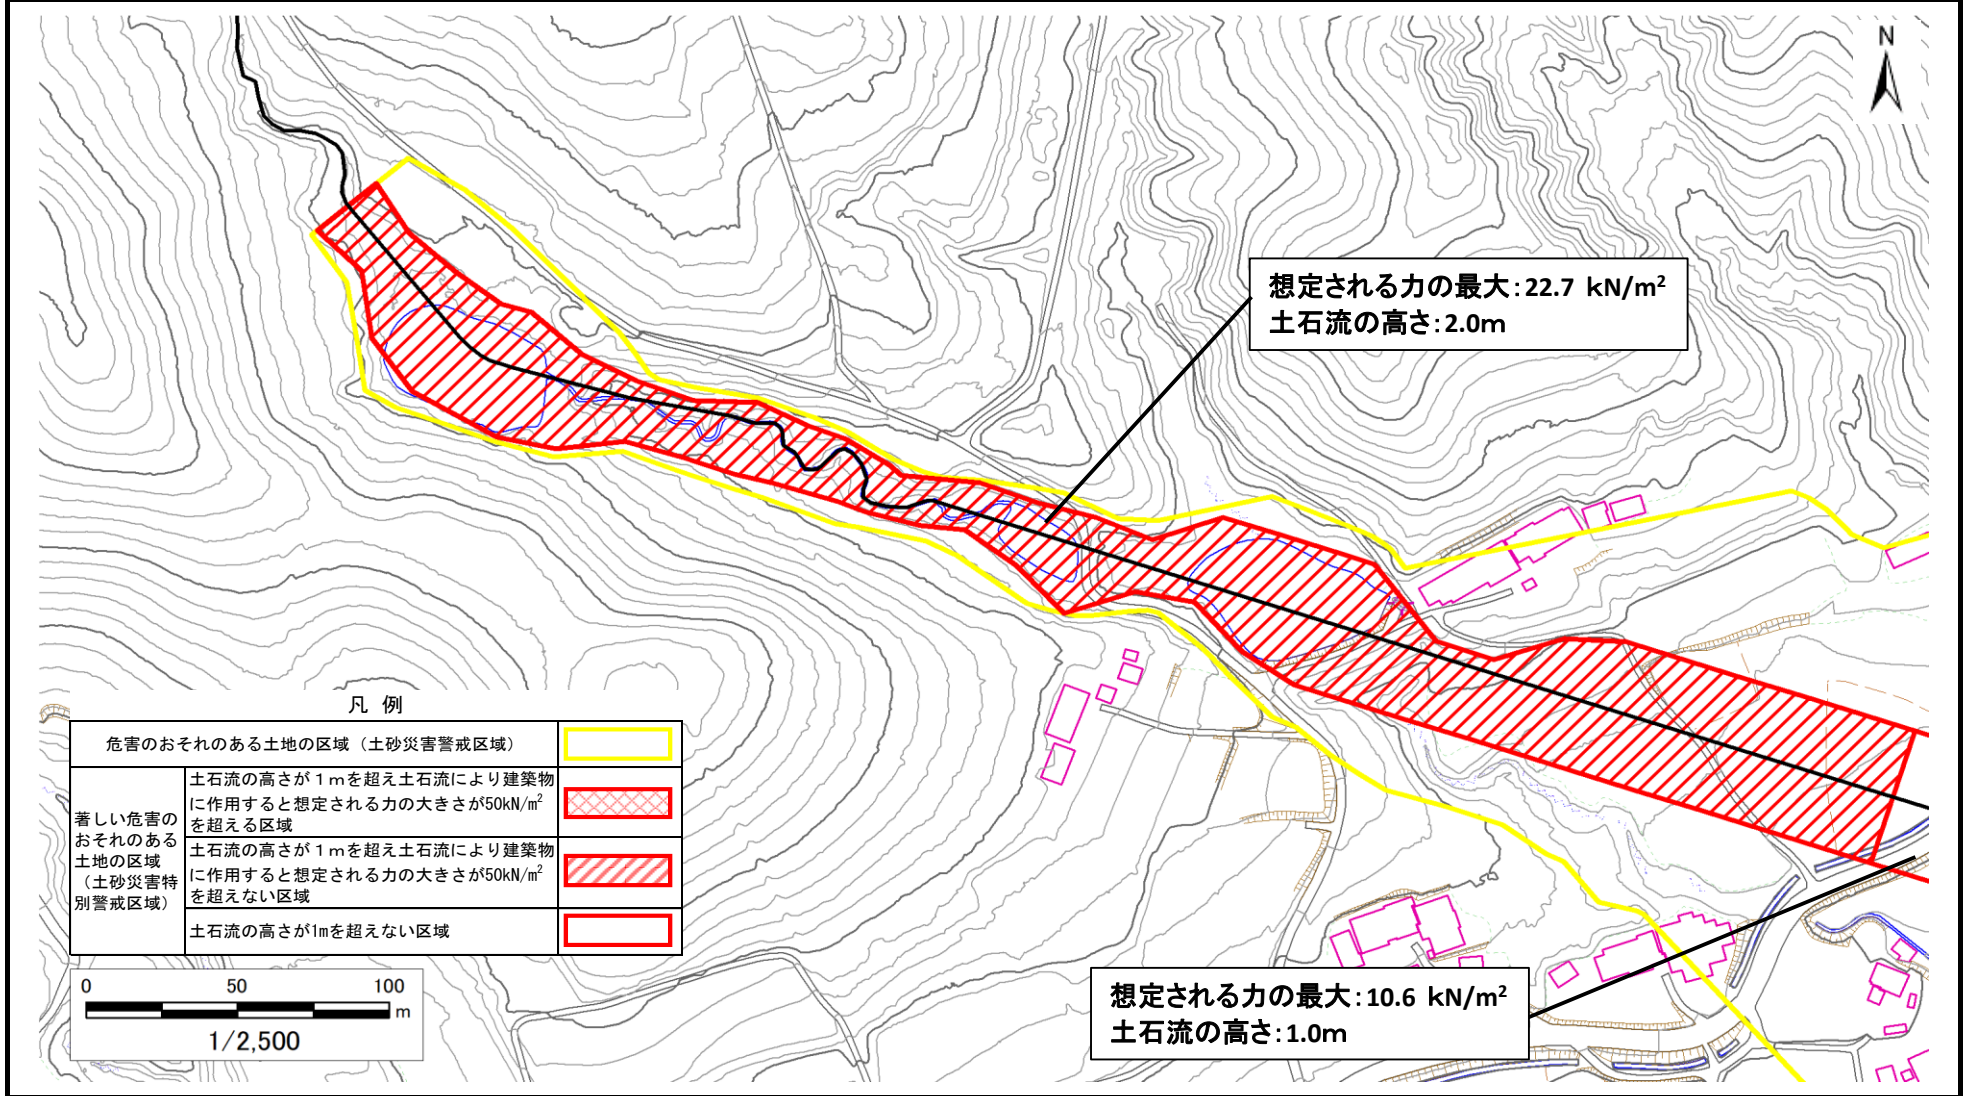 N
想定される力の最大:22.7 kN/m²
土石流の高さ:2.0m
凡 例
危害のおそれのある土地の区域（土砂災害警戒区域）
著しい危害の
おそれのある
土地の区域
（土砂災害特
別警戒区域）
土石流の高さが１ｍを超え土石流により建築物
に作用すると想定される力の大きさが50kN/㎡
を超える区域
土石流の高さが１ｍを超え土石流により建築物
に作用すると想定される力の大きさが50kN/㎡
を超えない区域
土石流の高さが1mを超えない区域
0 50 100
m
1/2,500
想定される力の最大:10.6 kN/m²
土石流の高さ:1.0m